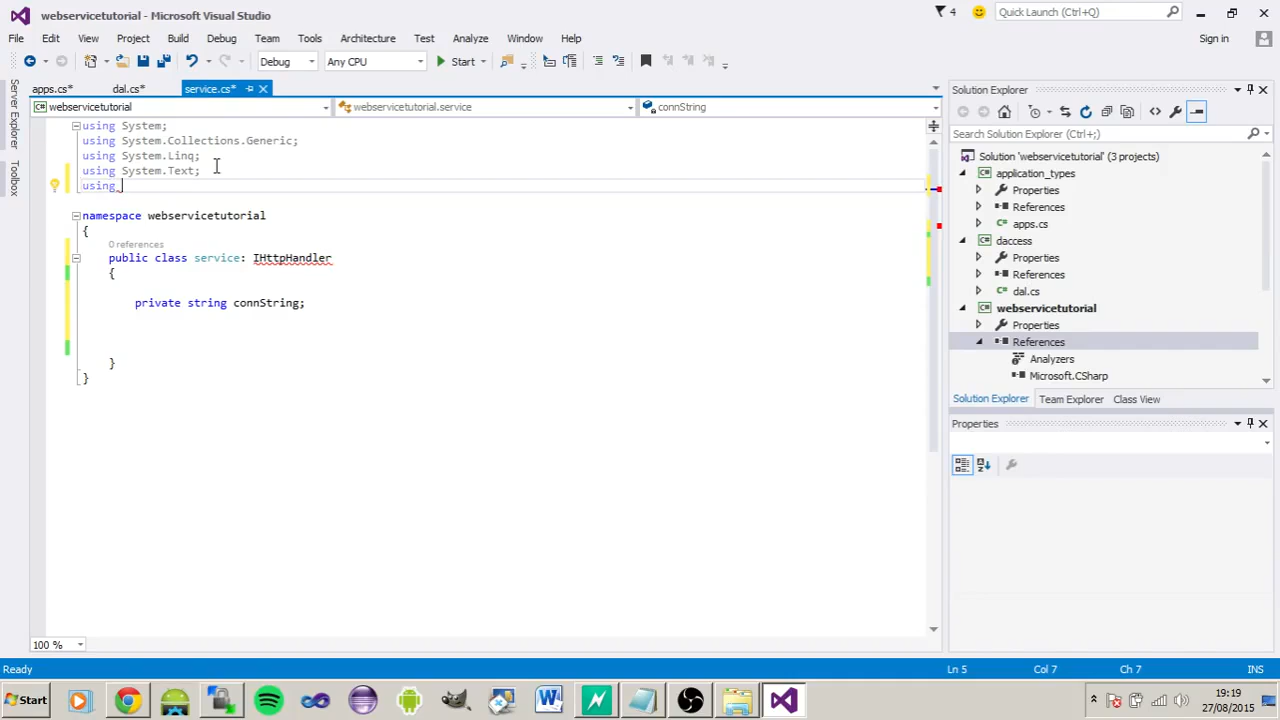 webservicetutorial - Microsoft Visual Studio
4
Quick Launch (Ctrl+Q)
File Edit View Project Build Debug Team Tools Architecture Test Analyze Window Help
Sign in
Debug Any CPU Start
Server Explorer
Toolbox
apps.cs* dal.cs* service.cs*
webservicetutorial webservicetutorial.service connString
using System;
using System.Collections.Generic;
using System.Linq;
using System.Text;
using
namespace webservicetutorial
{
0 references
public class service: IHttpHandler
{
private string connString;
}
}
100 %
Solution Explorer
Search Solution Explorer (Ctrl+;)
Solution 'webservicetutorial' (3 projects)
application_types
Properties
References
C# apps.cs
daccess
Properties
References
C# dal.cs
webservicetutorial
Properties
References
Analyzers
Microsoft.CSharp
Solution Explorer Team Explorer Class View
Properties
Ready
Ln 5 Col 7 Ch 7 INS
Start
19:19
27/08/2015